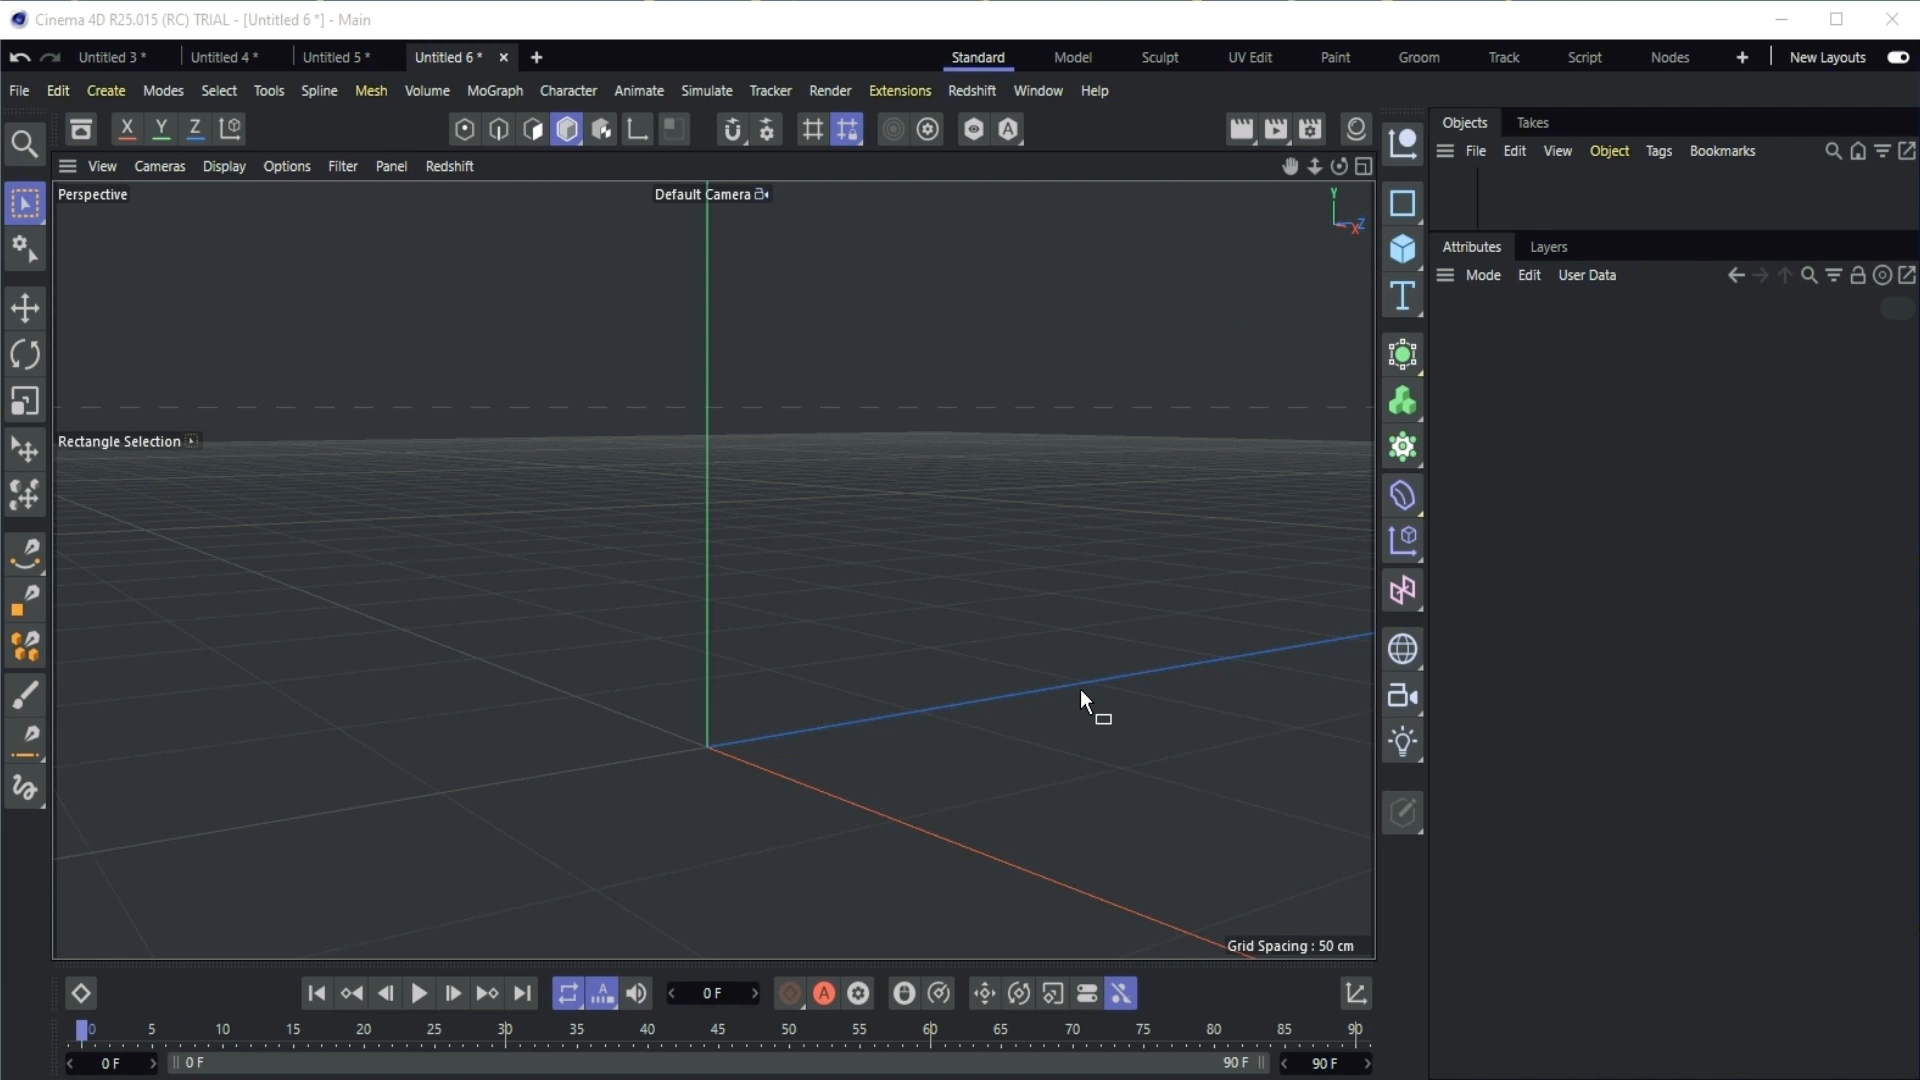 Cinema 4D R25.015 (RC) TRIAL - [Untitled 6 *] - Main
Untitled 3 * Untitled 4 * Untitled 5 * Untitled 6 * Standard Model Sculpt UV Edit Paint Groom Track Script Nodes New Layouts
File Edit Create Modes Select Tools Spline Mesh Volume MoGraph Character Animate Simulate Tracker Render Extensions Redshift Window Help
X Y Z A
Objects Takes
File Edit View Object Tags Bookmarks
View Cameras Display Options Filter Panel Redshift
Perspective Default Camera
Y
Z
X
T
Attributes Layers
Mode Edit User Data
Rectangle Selection
Grid Spacing : 50 cm
A 0 F A
0 5 10 15 20 25 30 35 40 45 50 55 60 65 70 75 80 85 90
0 F 0 F 90 F 90 F